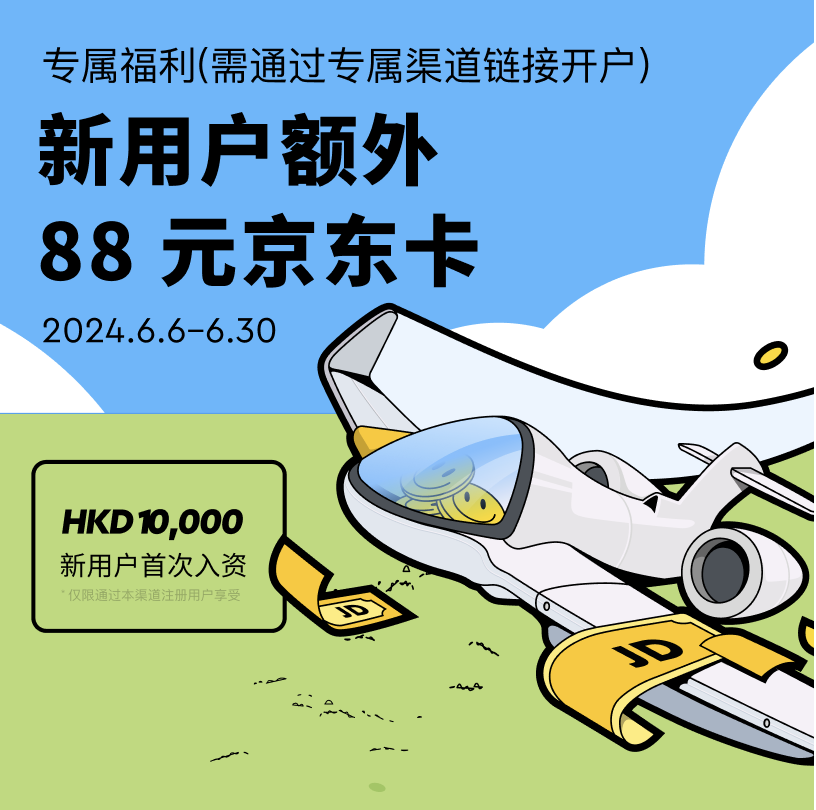 专属福利(需通过专属渠道链接开户)
新用户额外
88 元京东卡
2024.6.6-6.30
HKD 10,000
新用户首次入资
* 仅限通过本渠道注册用户享受
JD
JD